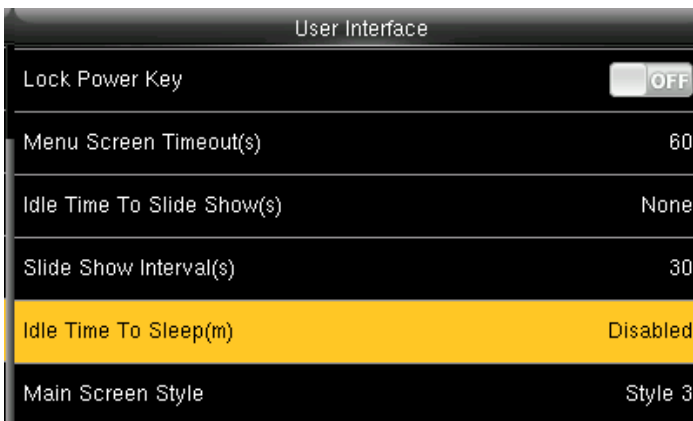 User Interface
Lock Power Key OFF
Menu Screen Timeout(s) 60
Idle Time To Slide Show(s) None
Slide Show Interval(s) 30
Idle Time To Sleep(m) Disabled
Main Screen Style Style 3